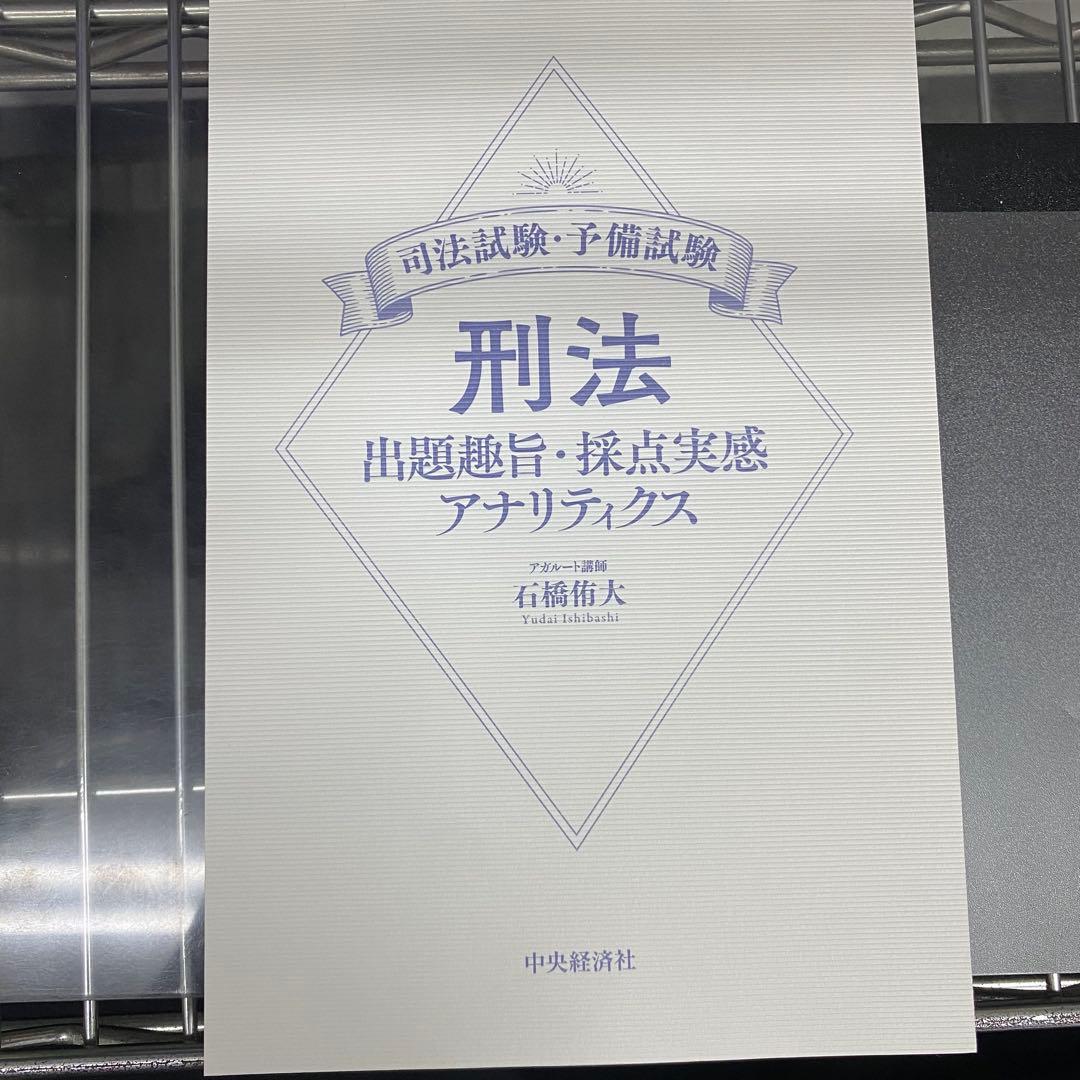 司法試験・予備試験
刑法
出題趣旨・採点実感
アナリティクス
アガルート講師
石橋侑大
Yudai Ishibashi
中央経済社